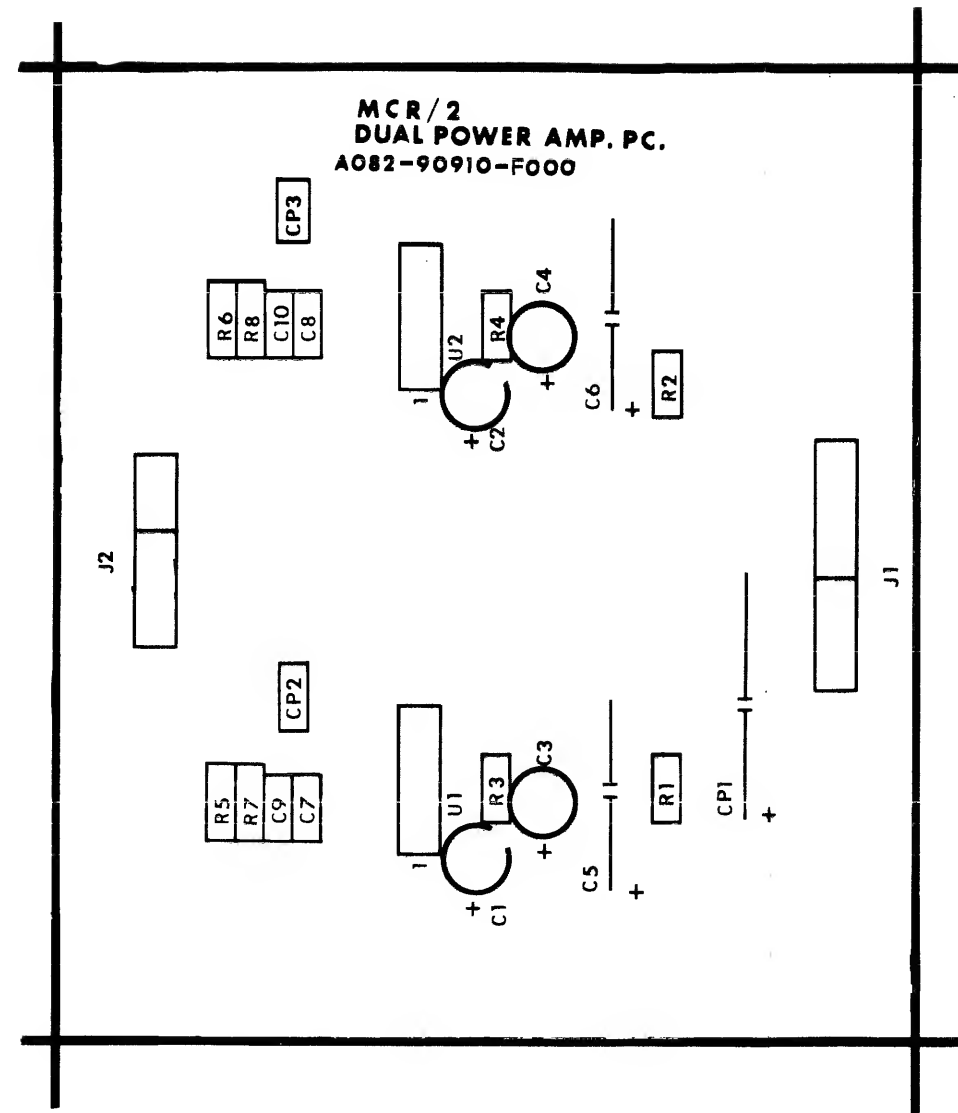 MCR/2
DUAL POWER AMP. PC.
A082-90910-F000
CP3
R6
R8
C10
C8
U2
R4
C4
1
+
C2
+
C6
+
R2
J2
J1
CP2
R5
R7
C9
C7
U1
R3
C3
1
+
C1
+
C5
+
R1
CP1
+